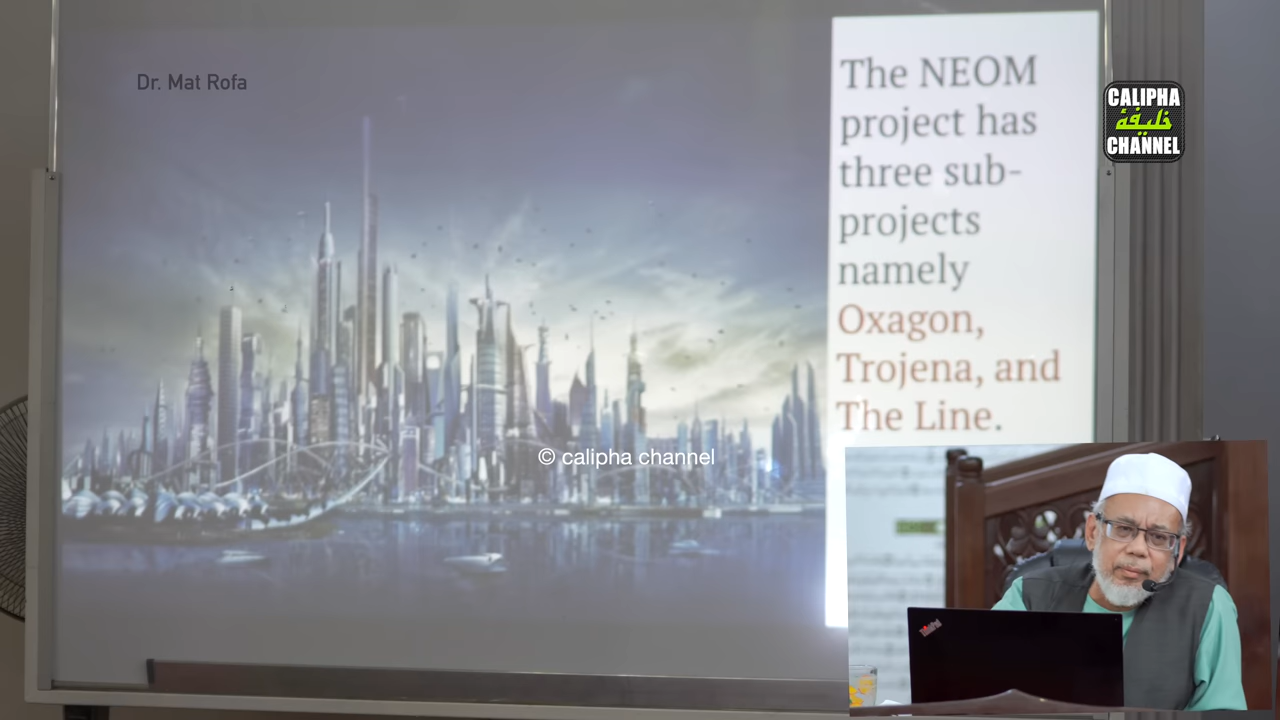 Dr. Mat Rofa
The NEOM
project has
three sub-
projects
namely
Oxagon,
Trojena, and
The Line.
CALIPHA
خليفة
CHANNEL
© calipha channel
ThinkPad